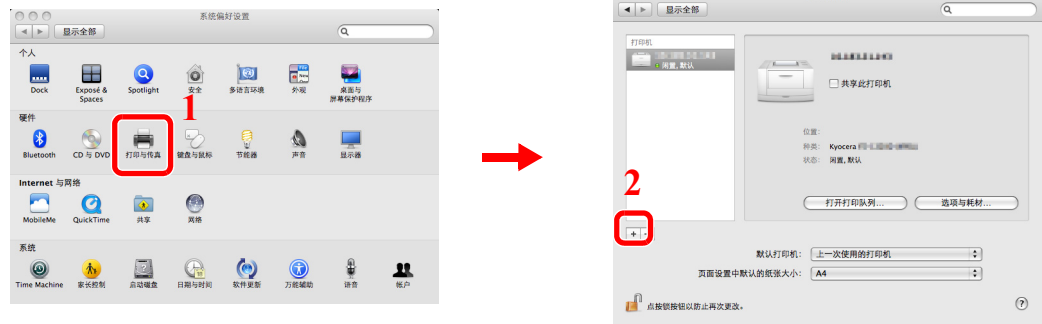 系统偏好设置
显示全部
个人
Dock
Exposé & Spaces
Spotlight
安全
多语言环境
外观
桌面与屏幕保护程序
1
硬件
Bluetooth
CD 与 DVD
打印与传真
键盘与鼠标
节能器
声音
显示器
Internet 与网络
MobileMe
QuickTime
共享
网络
系统
Time Machine
家长控制
启动磁盘
日期与时间
软件更新
万能辅助
语音
帐户
显示全部
打印机
闲置, 默认
共享此打印机
位置:
种类: Kyocera
状态: 闲置, 默认
2
打开打印队列...
选项与耗材...
+ -
默认打印机: 上一次使用的打印机
页面设置中默认的纸张大小: A4
点按锁按钮以防止再次更改。
?